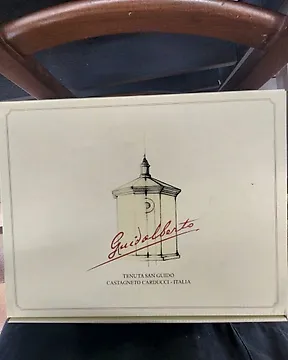 Guidalberto
TENUTA SAN GUIDO
CASTAGNETO CARDUCCI - ITALIA